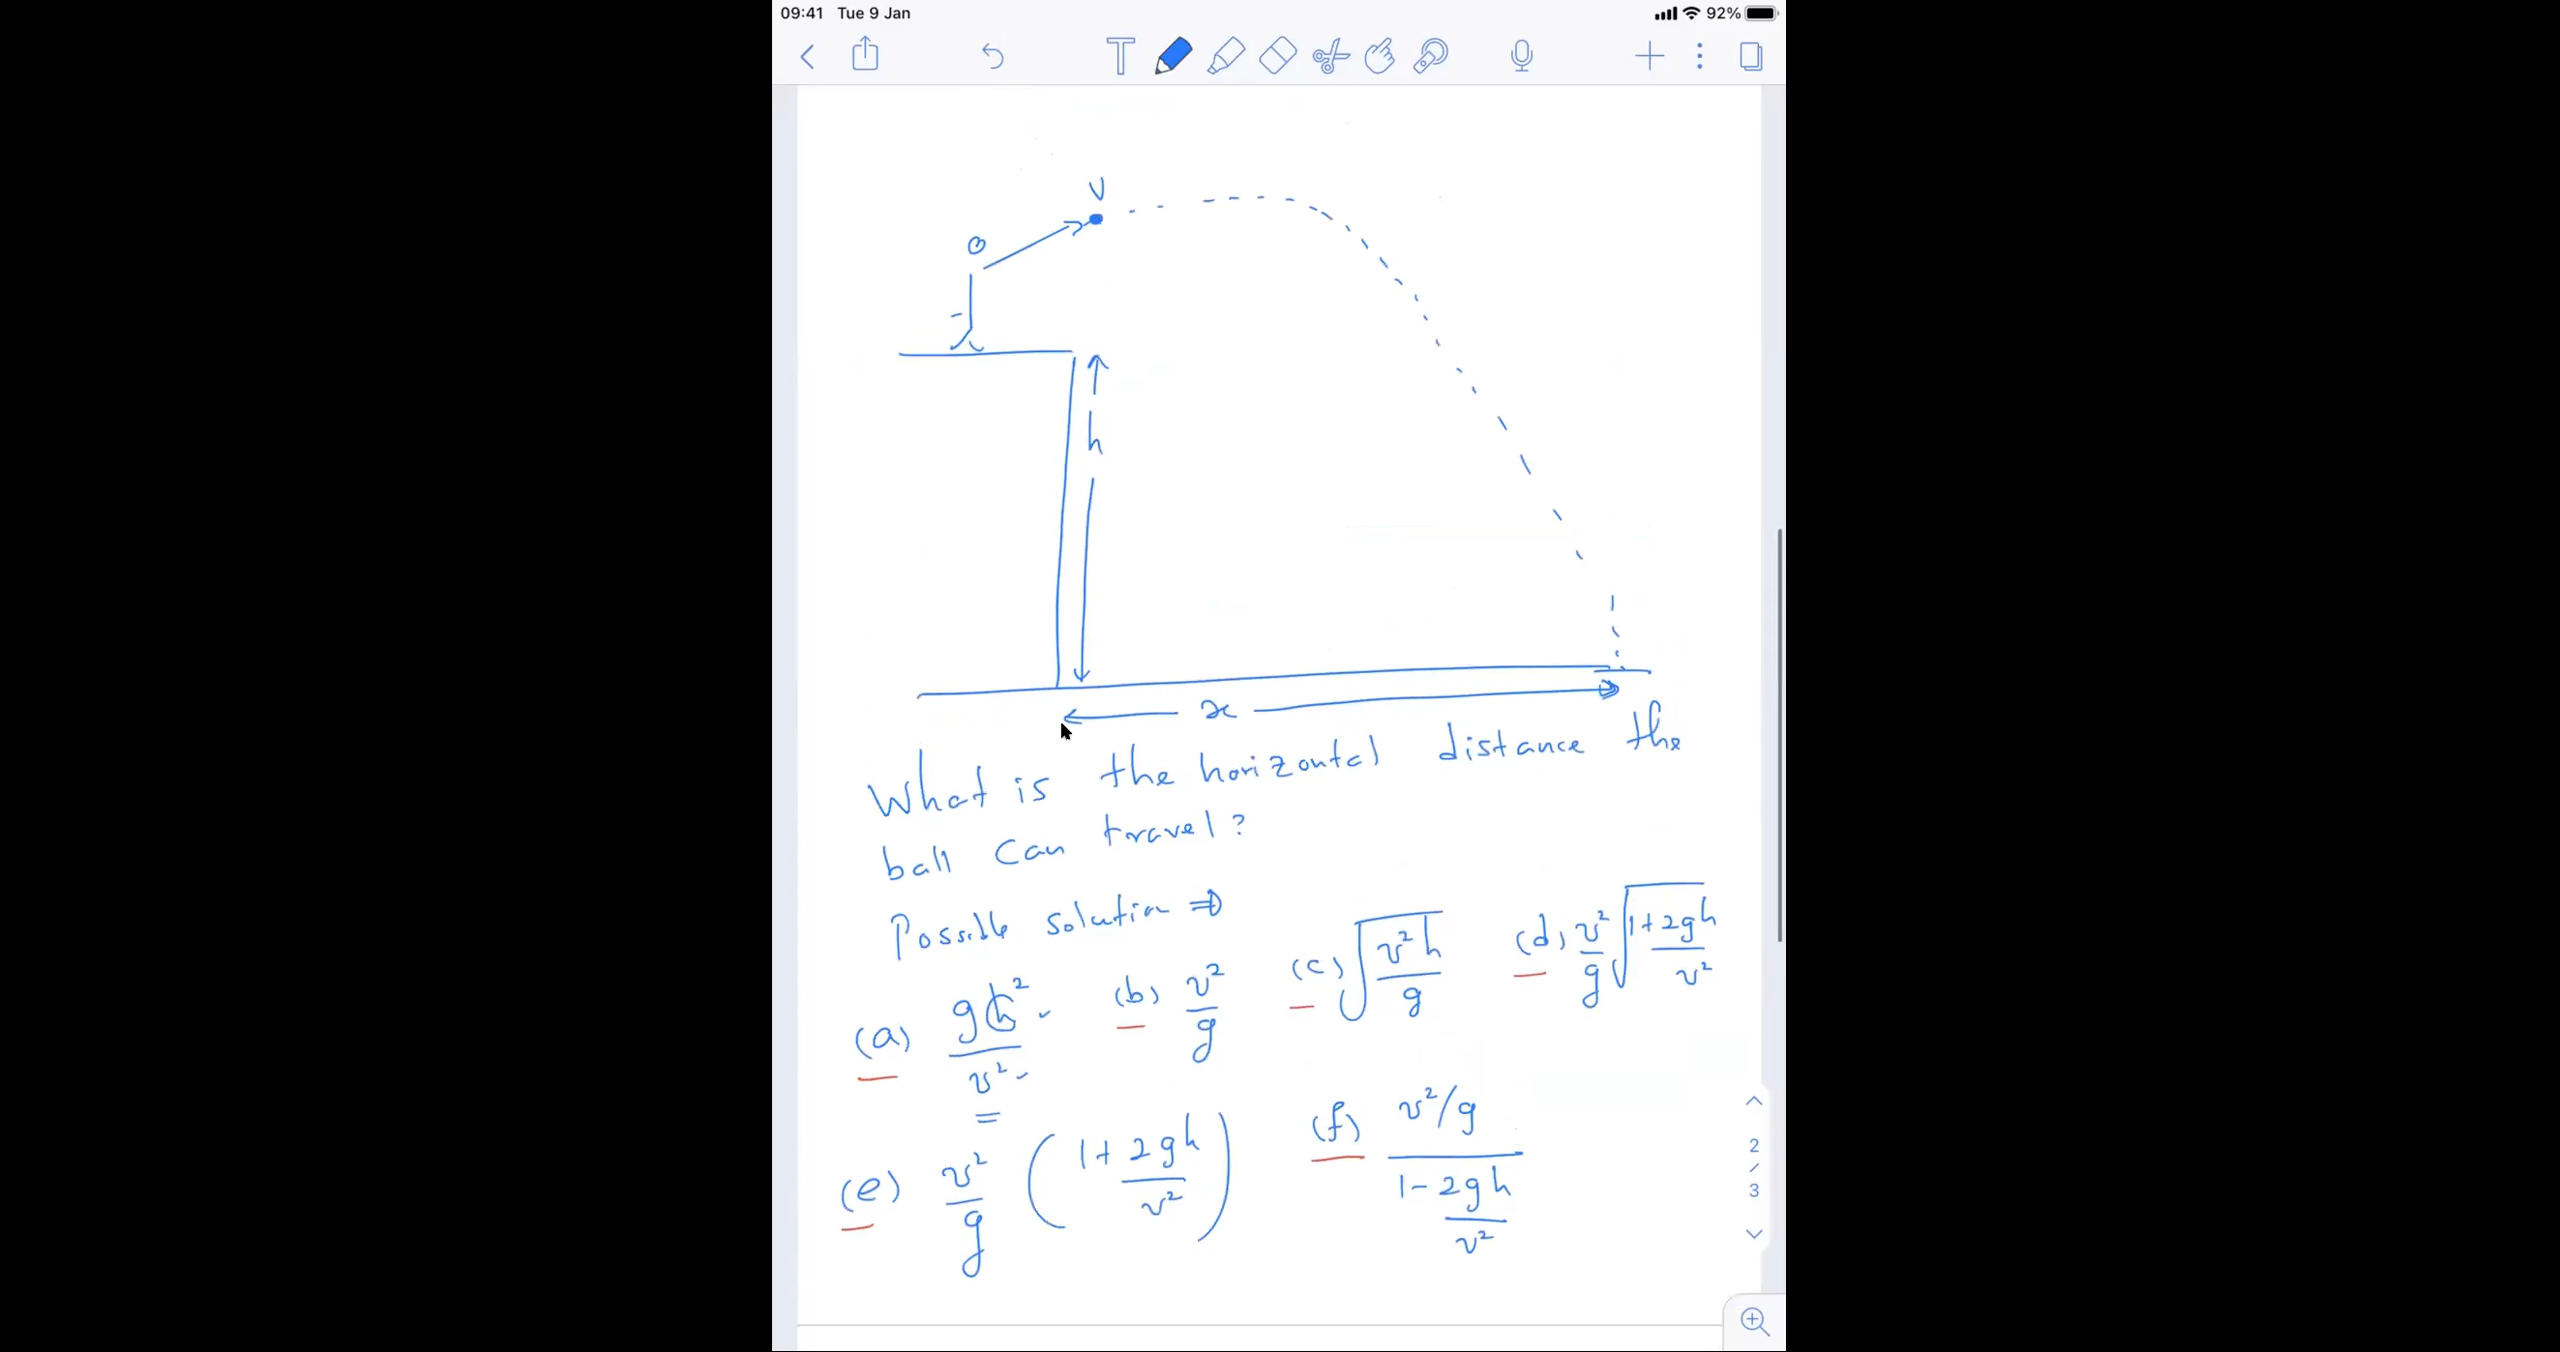 09:41 Tue 9 Jan 92%
T
v
h
x
What is the horizontal distance the
ball can travel?
Possible solution ⇒
(a) gh²/v² (b) v²/g (c) √(v²h/g) (d) v²/g √(1+2gh/v²)
=
(e) v²/g (1+2gh/v²) (f) (v²/g)/(1-2gh/v²)
2
/
3